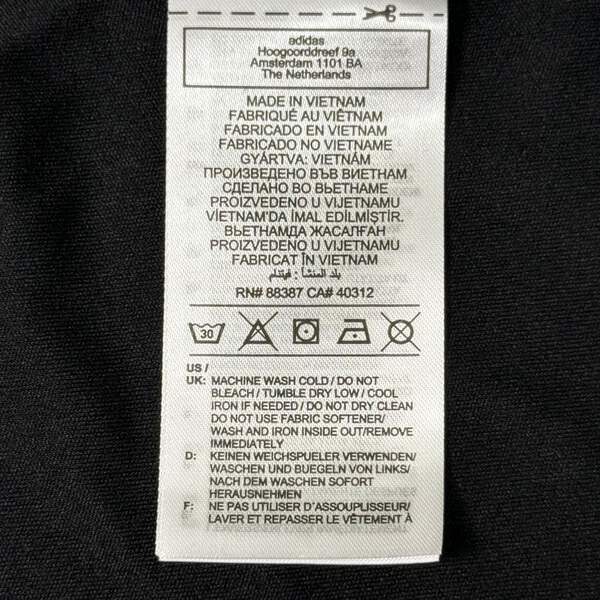 adidas
Hoogoorddreef 9a
Amsterdam 1101 BA
The Netherlands
MADE IN VIETNAM
FABRIQUÉ AU VIÊTNAM
FABRICADO EN VIETNAM
FABRICADO NO VIETNAME
GYÁRTVA: VIETNÁM
ПРОИЗВЕДЕНО ВЪВ ВИЕТНАМ
СДЕЛАНО ВО ВЬЕТНАМЕ
PROIZVEDENO U VIJETNAMU
VİETNAM'DA İMAL EDİLMİŞTİR.
ВЬЕТНАМДА ЖАСАЛҒАН
PROIZVEDENO U VIJETNAMU
FABRICAT ÎN VIETNAM
بلد المنشأ : فيتنام
RN# 88387 CA# 40312
30
US /
UK: MACHINE WASH COLD / DO NOT
BLEACH / TUMBLE DRY LOW / COOL
IRON IF NEEDED / DO NOT DRY CLEAN
DO NOT USE FABRIC SOFTENER/
WASH AND IRON INSIDE OUT/REMOVE
IMMEDIATELY
D: KEINEN WEICHSPUELER VERWENDEN/
WASCHEN UND BUEGELN VON LINKS/
NACH DEM WASCHEN SOFORT
HERAUSNEHMEN
F: NE PAS UTILISER D'ASSOUPLISSEUR/
LAVER ET REPASSER LE VÊTEMENT À